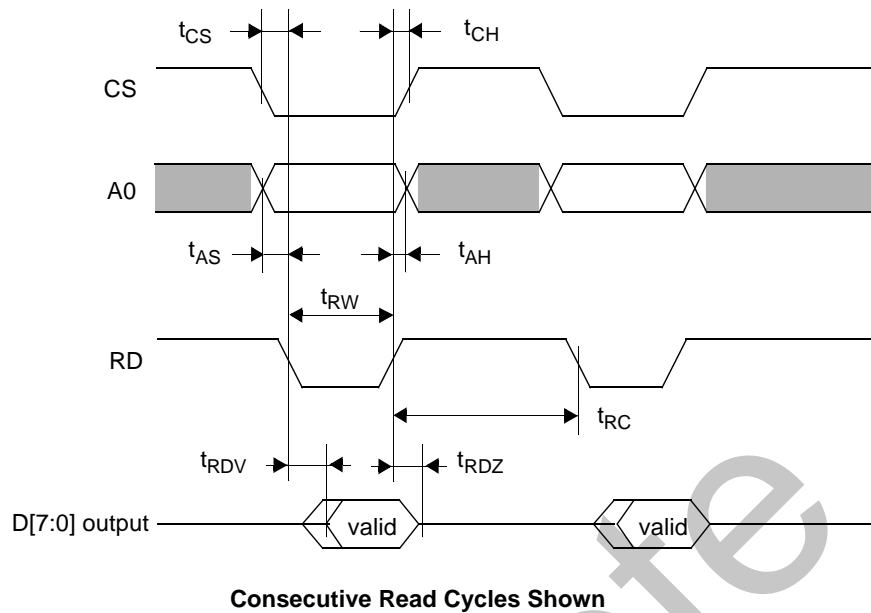 tCS
tCH
CS
A0
tAS
tAH
tRW
RD
tRC
tRDV
tRDZ
D[7:0] output
valid
valid
Consecutive Read Cycles Shown
ete